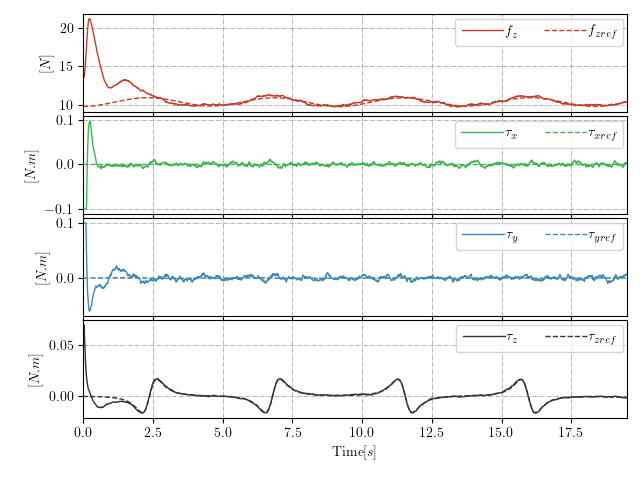 [N]
20
15
10
f_z
f_zref
[N.m]
0.1
0.0
−0.1
τ_x
τ_xref
[N.m]
0.1
0.0
τ_y
τ_yref
[N.m]
0.05
0.00
τ_z
τ_zref
0.0 2.5 5.0 7.5 10.0 12.5 15.0 17.5
Time[s]